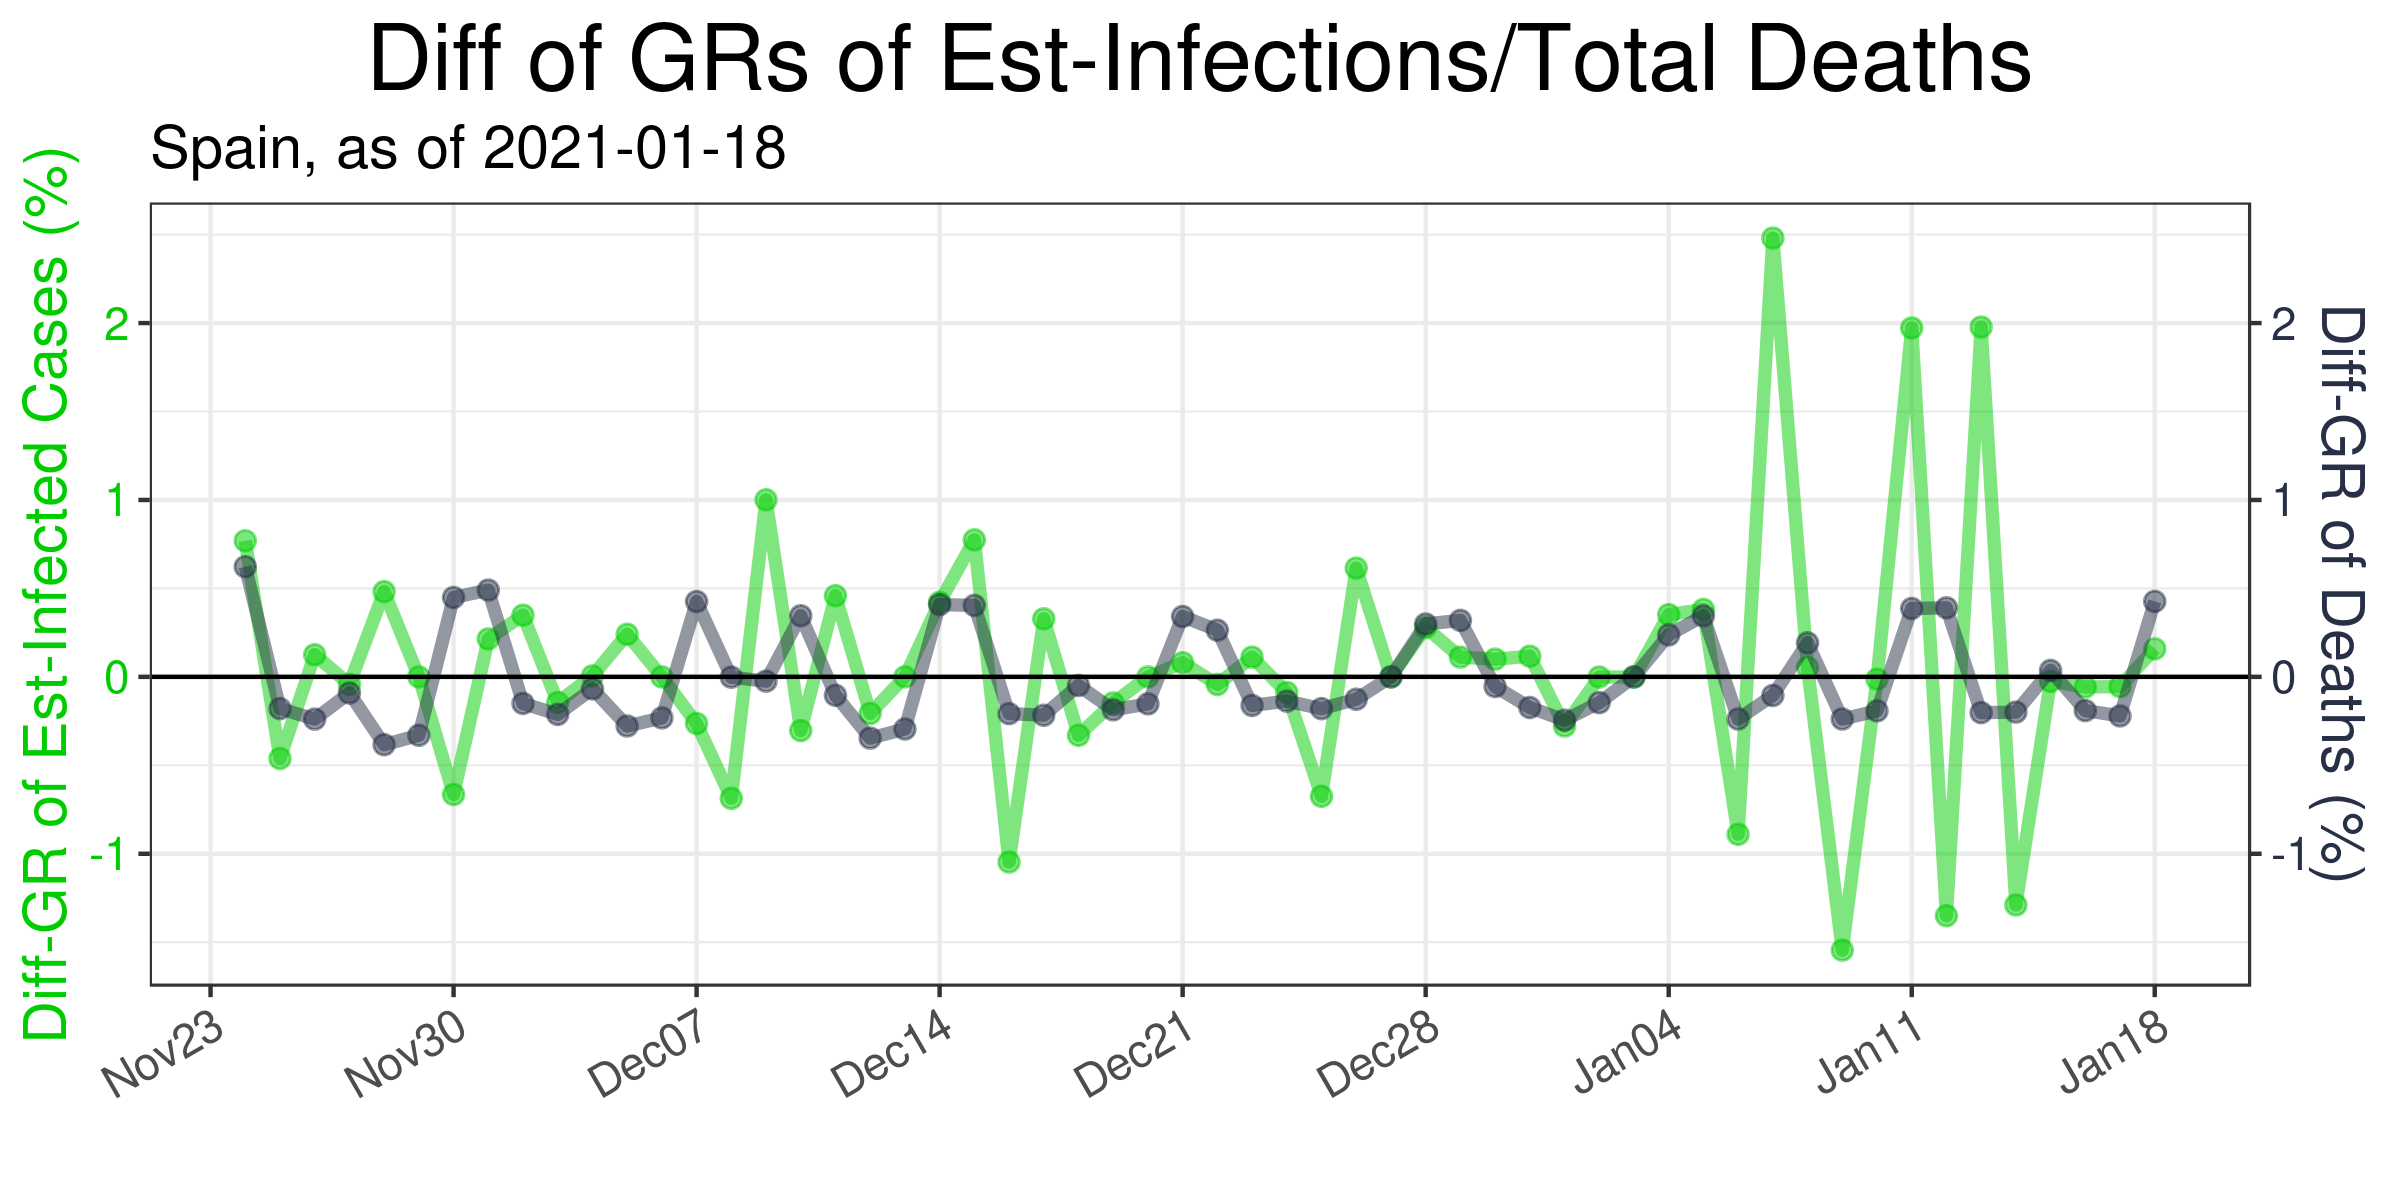 Diff of GRs of Est-Infections/Total Deaths
Spain, as of 2021-01-18
Diff-GR of Est-Infected Cases (%)
2
1
0
-1
2
1
0
-1
Diff-GR of Deaths (%)
Nov23
Nov30
Dec07
Dec14
Dec21
Dec28
Jan04
Jan11
Jan18